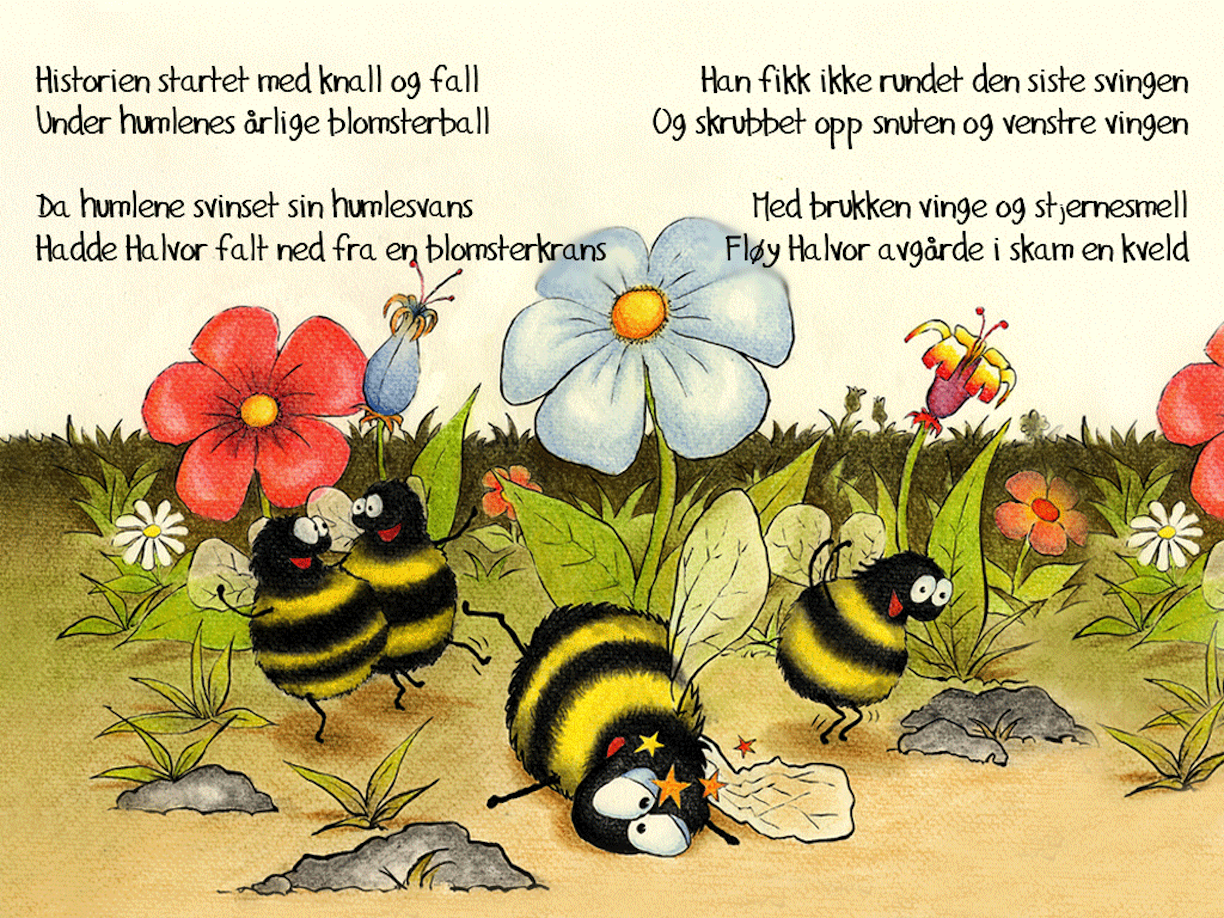 Historien startet med knall og fall
Under humlenes årlige blomsterball
Da humlene svinset sin humlesvans
Hadde Halvor falt ned fra en blomsterkrans
Han fikk ikke rundet den siste svingen
Og skrubbet opp snuten og venstre vingen
Med brukken vinge og stjernesmell
Fløy Halvor avgårde i skam en kveld